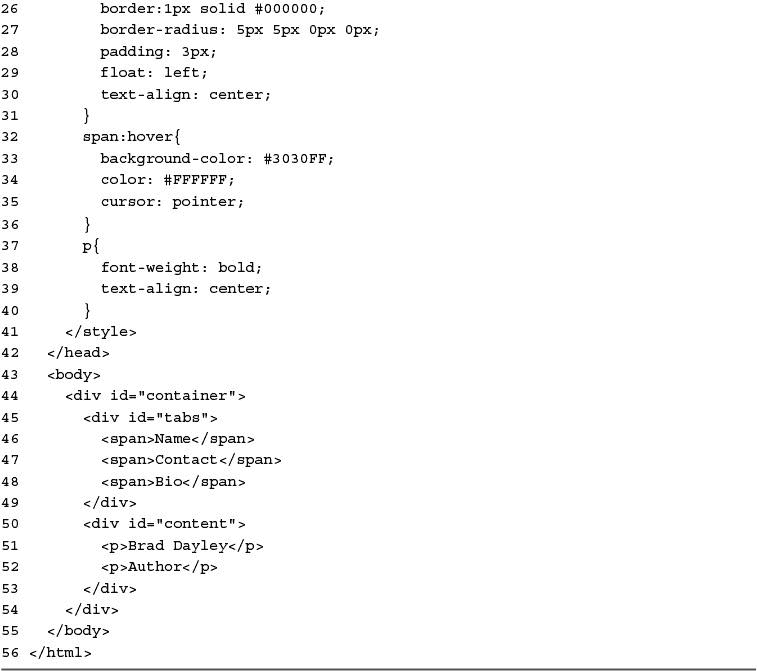 26         border:1px solid #000000;
27         border-radius: 5px 5px 0px 0px;
28         padding: 3px;
29         float: left;
30         text-align: center;
31       }
32       span:hover{
33         background-color: #3030FF;
34         color: #FFFFFF;
35         cursor: pointer;
36       }
37       p{
38         font-weight: bold;
39         text-align: center;
40       }
41     </style>
42   </head>
43   <body>
44     <div id="container">
45       <div id="tabs">
46         <span>Name</span>
47         <span>Contact</span>
48         <span>Bio</span>
49       </div>
50       <div id="content">
51         <p>Brad Dayley</p>
52         <p>Author</p>
53       </div>
54     </div>
55   </body>
56 </html>